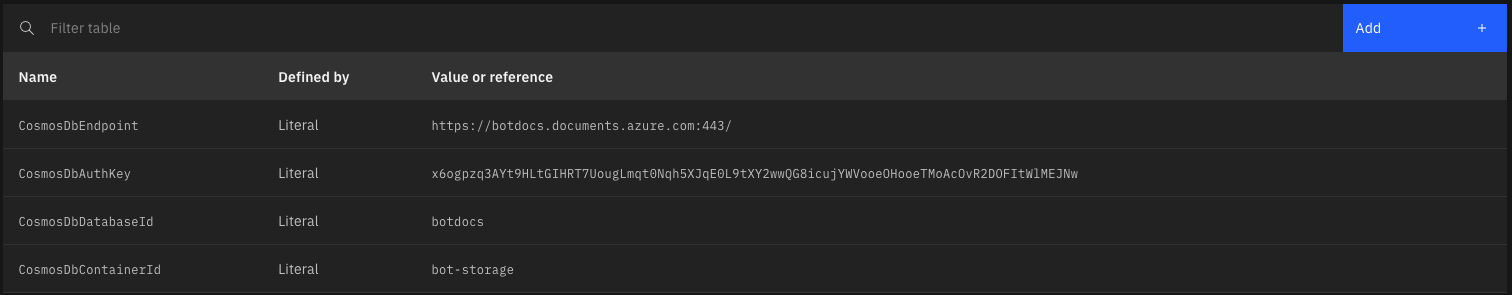 Filter table
Add +
Name Defined by Value or reference
CosmosDbEndpoint Literal https://botdocs.documents.azure.com:443/
CosmosDbAuthKey Literal x6ogpzq3AYt9HLtGIHRT7UougLmqt0Nqh5XJqE0L9tXY2wwQG8icujYWVooeOHooeTMoAcOvR2DOFItWlMEJNw
CosmosDbDatabaseId Literal botdocs
CosmosDbContainerId Literal bot-storage